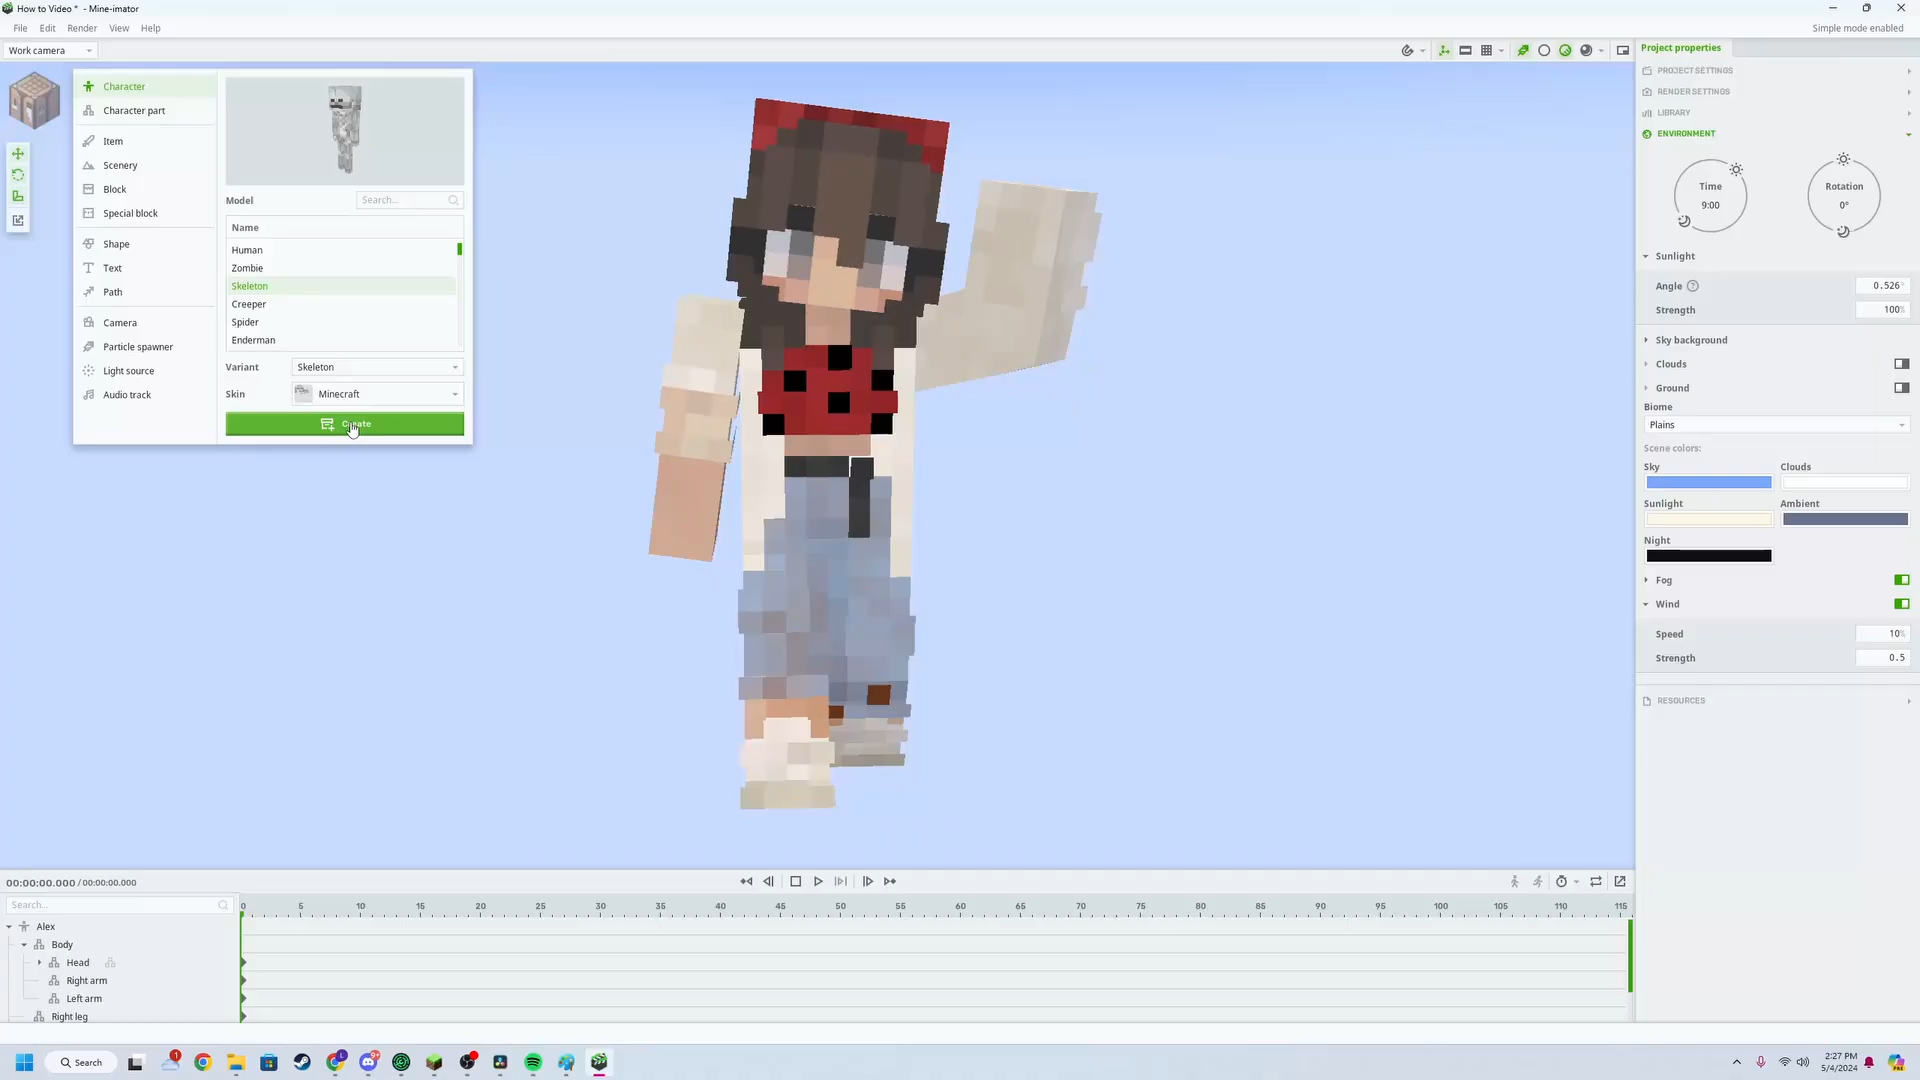 How to Video * - Mine-imator
File Edit Render View Help
Simple mode enabled
Work camera
Character
Character part
Item
Scenery
Block
Special block
Shape
Text
Path
Camera
Particle spawner
Light source
Audio track
Model
Search...
Name
Human
Zombie
Skeleton
Creeper
Spider
Enderman
Variant
Skeleton
Skin
Minecraft
Create
Project properties
PROJECT SETTINGS
RENDER SETTINGS
LIBRARY
ENVIRONMENT
Time
9:00
Rotation
0°
Sunlight
Angle ?
0.526°
Strength
100%
Sky background
Clouds
Ground
Biome
Plains
Scene colors:
Sky
Clouds
Sunlight
Ambient
Night
Fog
Wind
Speed
10%
Strength
0.5
RESOURCES
00:00:00.000 / 00:00:00.000
Search...
0 5 10 15 20 25 30 35 40 45 50 55 60 65 70 75 80 85 90 95 100 105 110 115
Alex
Body
Head
Right arm
Left arm
Right leg
Search
1
L
9+
2:27 PM
5/4/2024
PRE